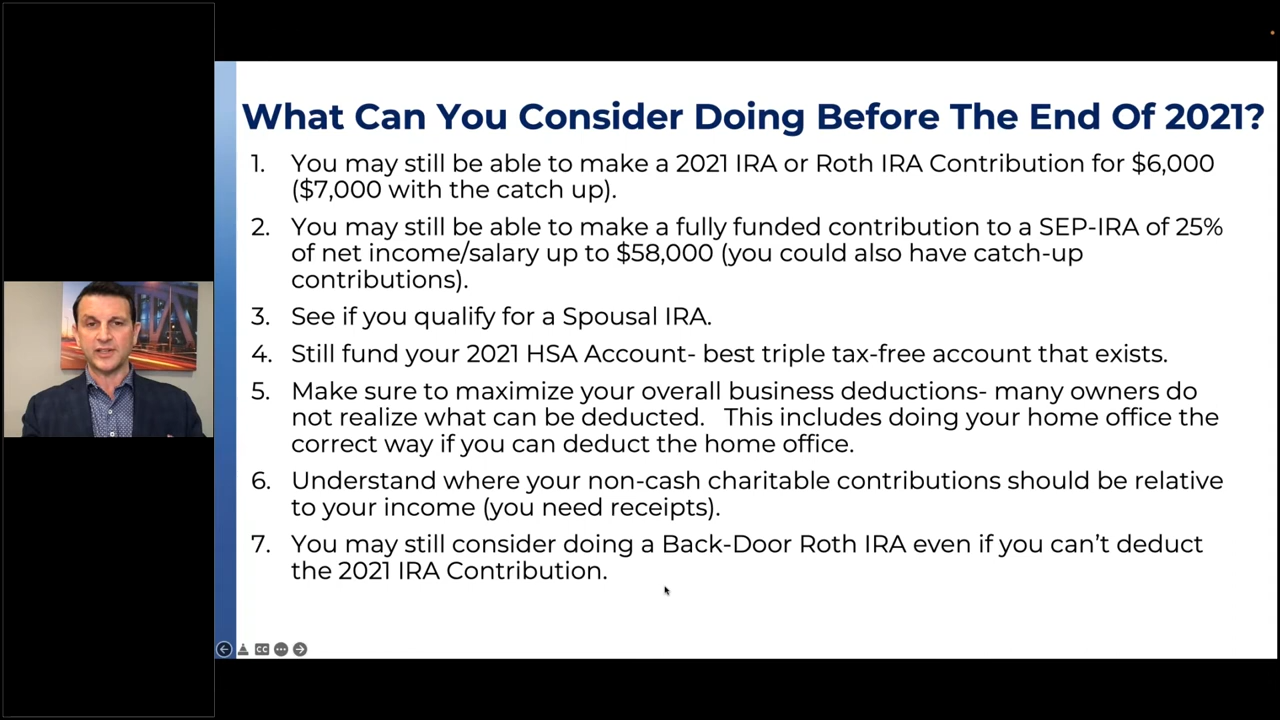 What Can You Consider Doing Before The End Of 2021?
1. You may still be able to make a 2021 IRA or Roth IRA Contribution for $6,000
($7,000 with the catch up).
2. You may still be able to make a fully funded contribution to a SEP-IRA of 25%
of net income/salary up to $58,000 (you could also have catch-up
contributions).
3. See if you qualify for a Spousal IRA.
4. Still fund your 2021 HSA Account- best triple tax-free account that exists.
5. Make sure to maximize your overall business deductions- many owners do
not realize what can be deducted.   This includes doing your home office the
correct way if you can deduct the home office.
6. Understand where your non-cash charitable contributions should be relative
to your income (you need receipts).
7. You may still consider doing a Back-Door Roth IRA even if you can’t deduct
the 2021 IRA Contribution.
CC